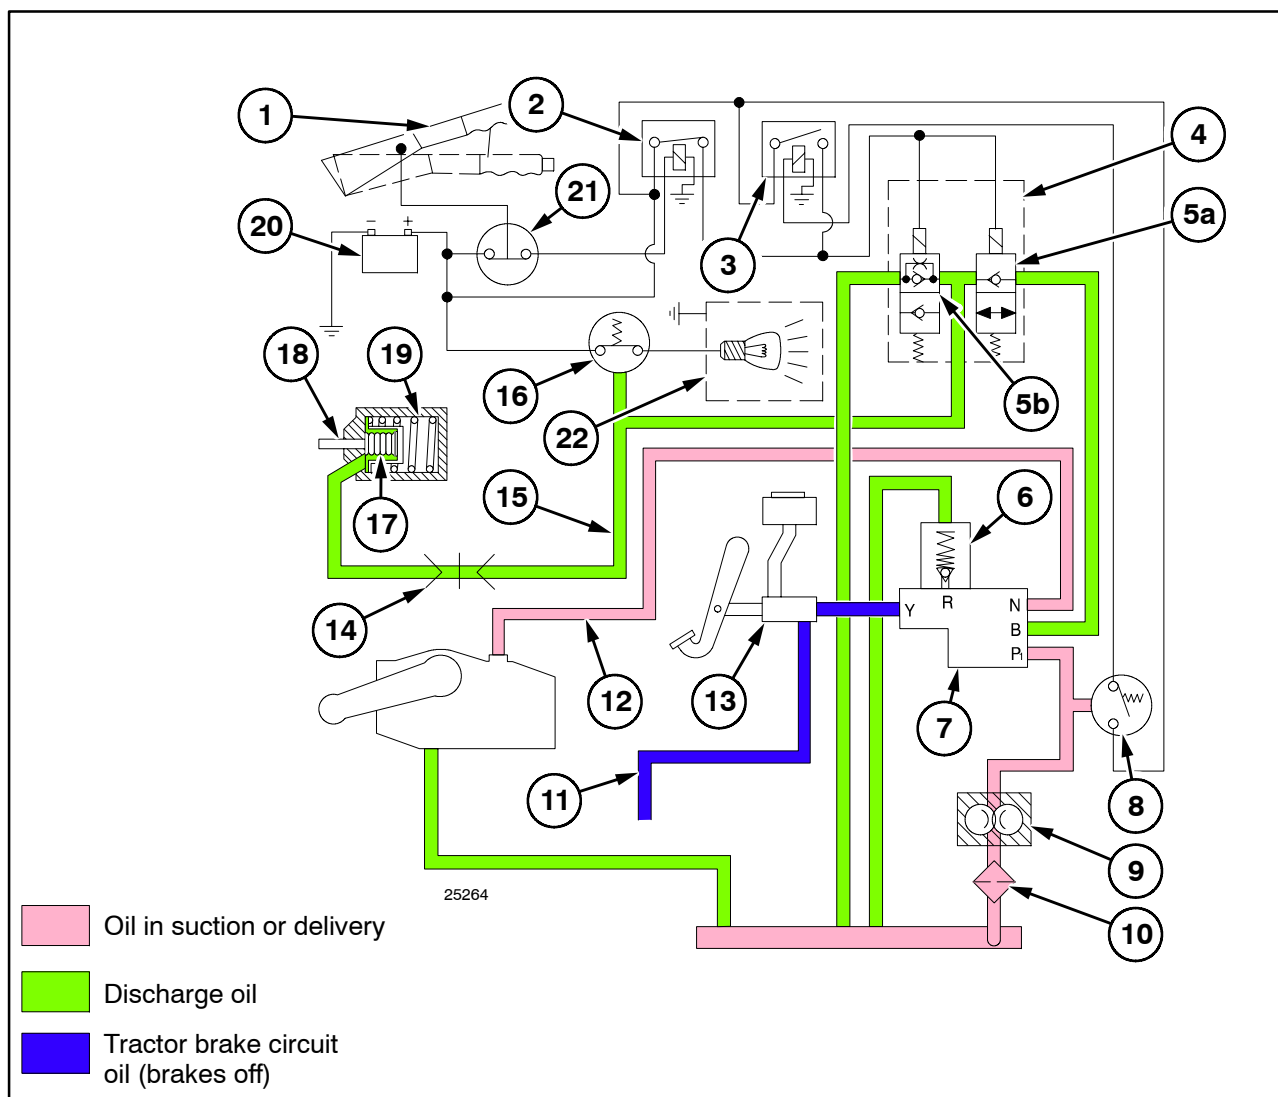 1
2
3
4
5a
21
20
− +
18
19
16
22
5b
17
15
6
14
Y
R
N
B
P1
12
13
7
11
8
9
10
25264
Oil in suction or delivery
Discharge oil
Tractor brake circuit
oil (brakes off)